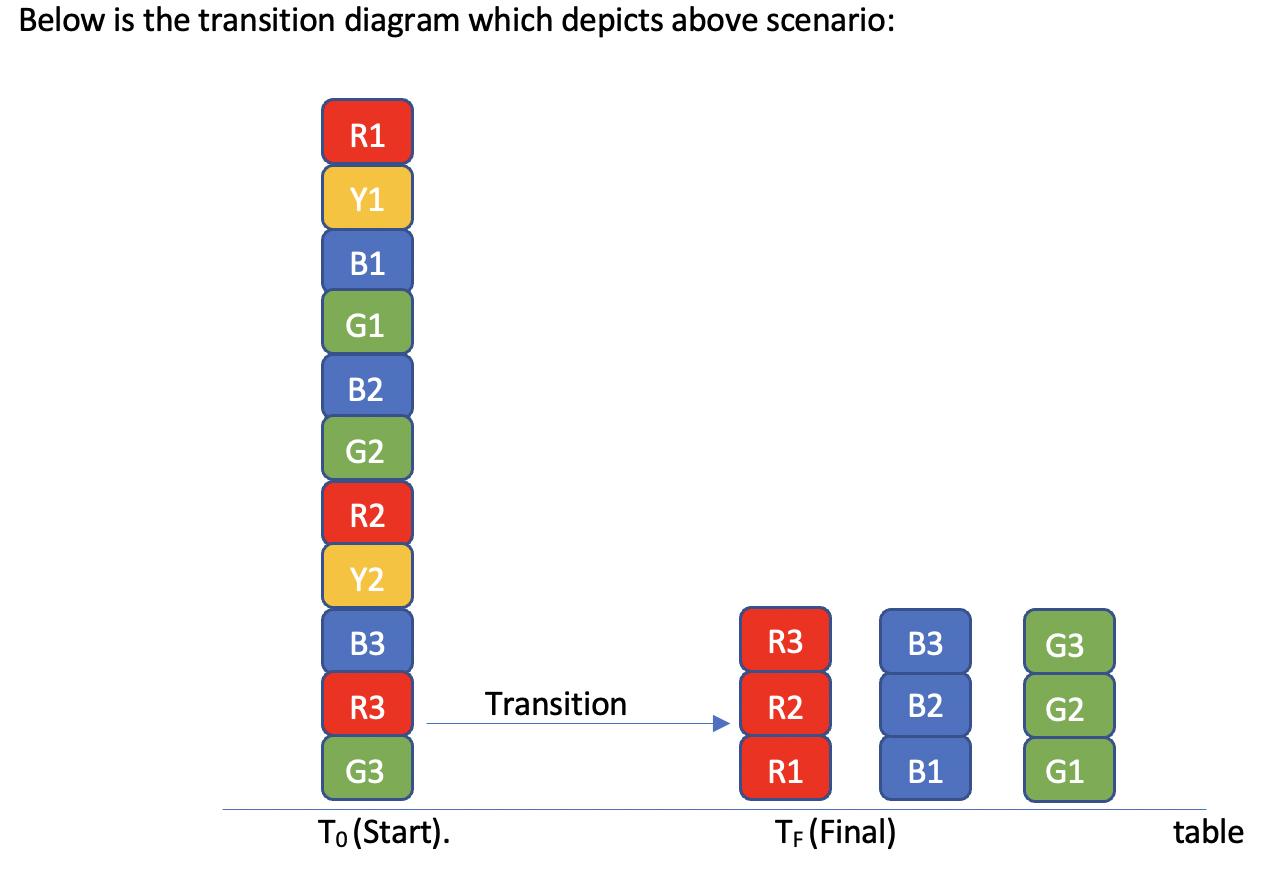 Below is the transition diagram which depicts above scenario:
R1
Y1
B1
G1
B2
G2
R2
Y2
B3
R3
G3
Transition
R3 B3 G3
R2 B2 G2
R1 B1 G1
T₀ (Start). T_F (Final) table